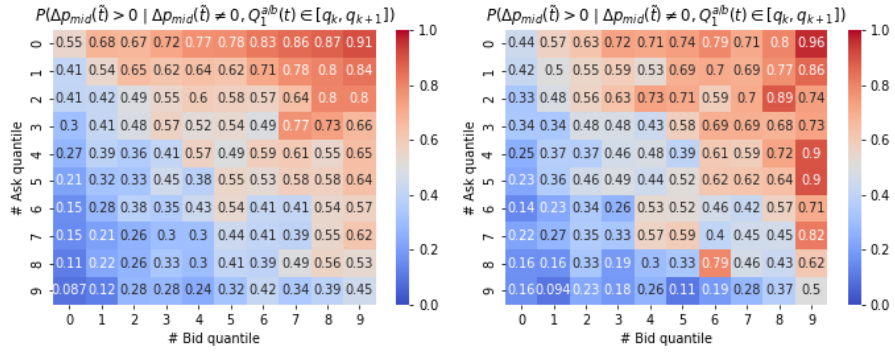 P(Δp_mid(t̃) > 0 | Δp_mid(t̃) ≠ 0, Q_1^{a/b}(t) ∈ [q_k, q_{k+1}])
# Ask quantile
0 0.55 0.68 0.67 0.72 0.77 0.78 0.83 0.86 0.87 0.91
1 0.41 0.54 0.65 0.62 0.64 0.62 0.71 0.78 0.8 0.84
2 0.41 0.42 0.49 0.55 0.6 0.58 0.57 0.64 0.8 0.8
3 0.3 0.41 0.48 0.57 0.52 0.54 0.49 0.77 0.73 0.66
4 0.27 0.39 0.36 0.41 0.57 0.49 0.59 0.61 0.55 0.65
5 0.21 0.32 0.33 0.45 0.38 0.55 0.53 0.58 0.58 0.64
6 0.15 0.28 0.38 0.35 0.43 0.54 0.41 0.41 0.54 0.57
7 0.15 0.21 0.26 0.3 0.3 0.44 0.41 0.39 0.55 0.62
8 0.11 0.22 0.26 0.33 0.3 0.41 0.39 0.49 0.56 0.53
9 0.087 0.12 0.28 0.28 0.24 0.32 0.42 0.34 0.39 0.45
0 1 2 3 4 5 6 7 8 9
# Bid quantile
1.0
0.8
0.6
0.4
0.2
0.0
P(Δp_mid(t̃) > 0 | Δp_mid(t̃) ≠ 0, Q_1^{a/b}(t) ∈ [q_k, q_{k+1}])
# Ask quantile
0 0.44 0.57 0.63 0.72 0.71 0.74 0.79 0.71 0.8 0.96
1 0.42 0.5 0.55 0.59 0.53 0.69 0.7 0.69 0.77 0.86
2 0.33 0.48 0.56 0.63 0.73 0.71 0.59 0.7 0.89 0.74
3 0.34 0.34 0.48 0.48 0.43 0.58 0.69 0.69 0.68 0.73
4 0.25 0.37 0.37 0.46 0.48 0.39 0.61 0.59 0.72 0.9
5 0.23 0.36 0.46 0.49 0.44 0.52 0.62 0.62 0.64 0.9
6 0.14 0.23 0.34 0.26 0.53 0.52 0.46 0.42 0.57 0.71
7 0.22 0.27 0.35 0.33 0.57 0.59 0.4 0.45 0.45 0.82
8 0.16 0.16 0.33 0.19 0.3 0.33 0.79 0.46 0.43 0.62
9 0.16 0.094 0.23 0.18 0.26 0.11 0.19 0.28 0.37 0.5
0 1 2 3 4 5 6 7 8 9
# Bid quantile
1.0
0.8
0.6
0.4
0.2
0.0